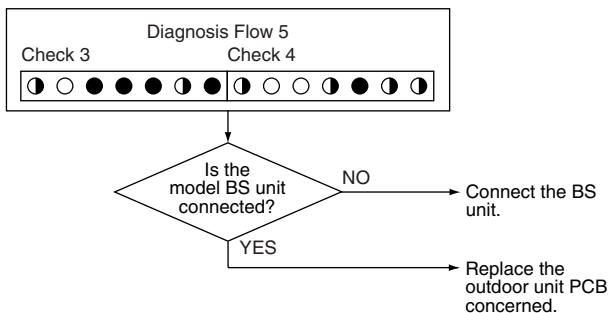 Diagnosis Flow 5
Check 3
Check 4
Is the
model BS unit
connected?
NO
Connect the BS
unit.
YES
Replace the
outdoor unit PCB
concerned.